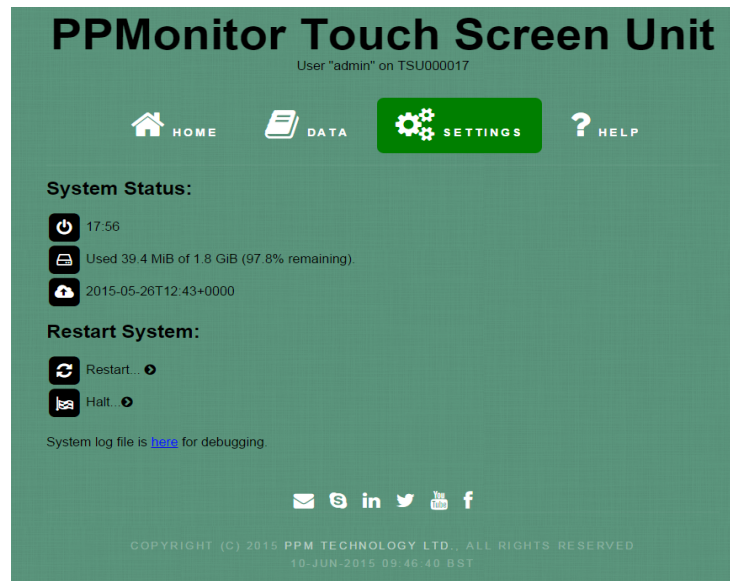 PPMonitor Touch Screen Unit
User "admin" on TSU000017
HOME DATA SETTINGS ? HELP
System Status:
17:56
Used 39.4 MiB of 1.8 GiB (97.8% remaining).
2015-05-26T12:43+0000
Restart System:
Restart...
Halt...
System log file is here for debugging.
in You Tube f
COPYRIGHT (C) 2015 PPM TECHNOLOGY LTD., ALL RIGHTS RESERVED
10-JUN-2015 09:46:40 BST